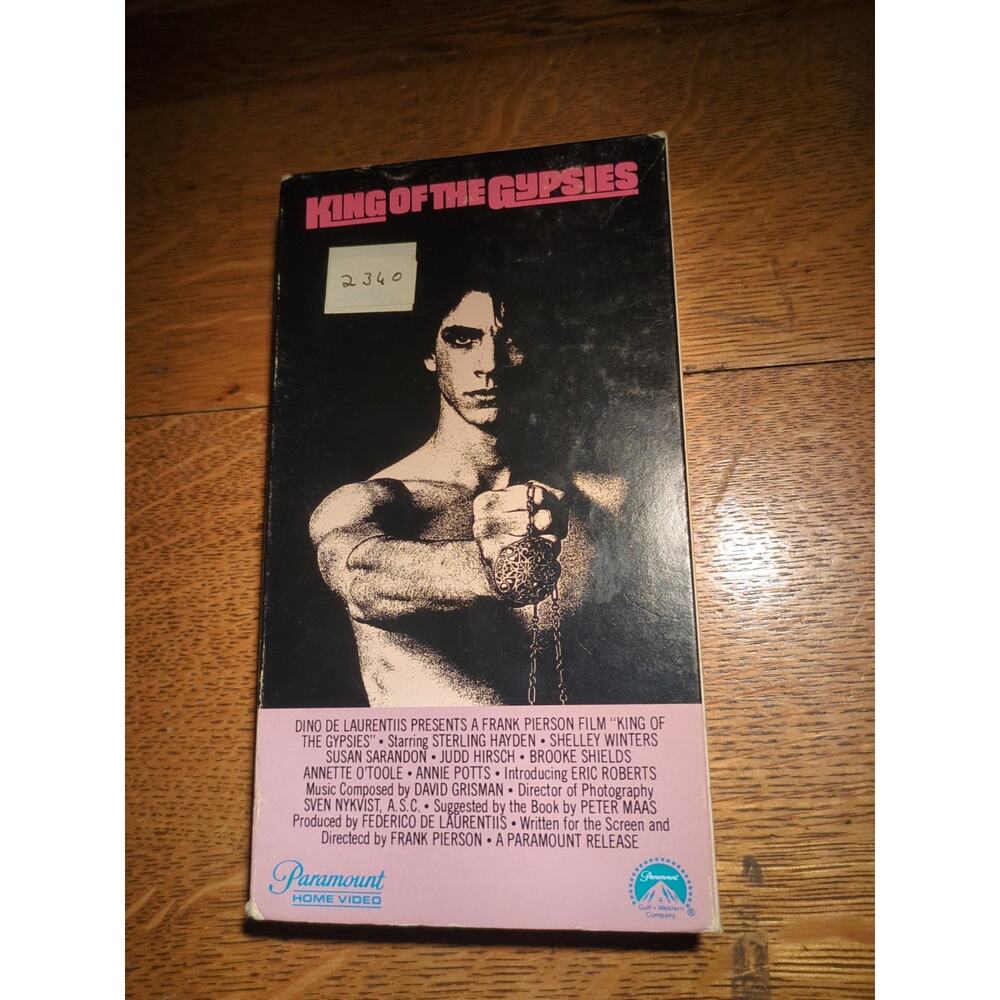 KING OF THE GYPSIES
2340
DINO DE LAURENTIIS PRESENTS A FRANK PIERSON FILM "KING OF
THE GYPSIES" • Starring STERLING HAYDEN • SHELLEY WINTERS
SUSAN SARANDON • JUDD HIRSCH • BROOKE SHIELDS
ANNETTE O'TOOLE • ANNIE POTTS • Introducing ERIC ROBERTS
Music Composed by DAVID GRISMAN • Director of Photography
SVEN NYKVIST, A.S.C. • Suggested by the Book by PETER MAAS
Produced by FEDERICO DE LAURENTIIS • Written for the Screen and
Directecd by FRANK PIERSON • A PARAMOUNT RELEASE
Paramount
HOME VIDEO
Paramount
A
Gulf + Western
Company
®